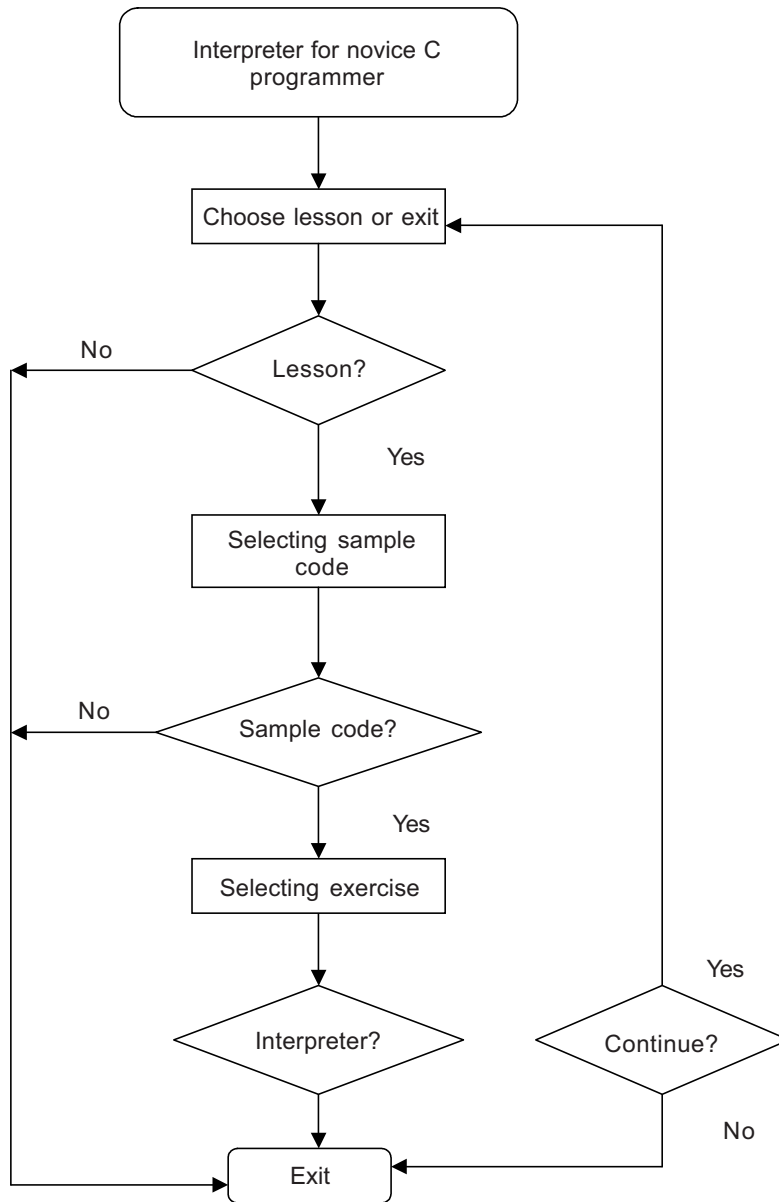 Interpreter for novice C
programmer
Choose lesson or exit
No
Lesson?
Yes
Selecting sample
code
No
Sample code?
Yes
Selecting exercise
Yes
Interpreter?
Continue?
No
Exit